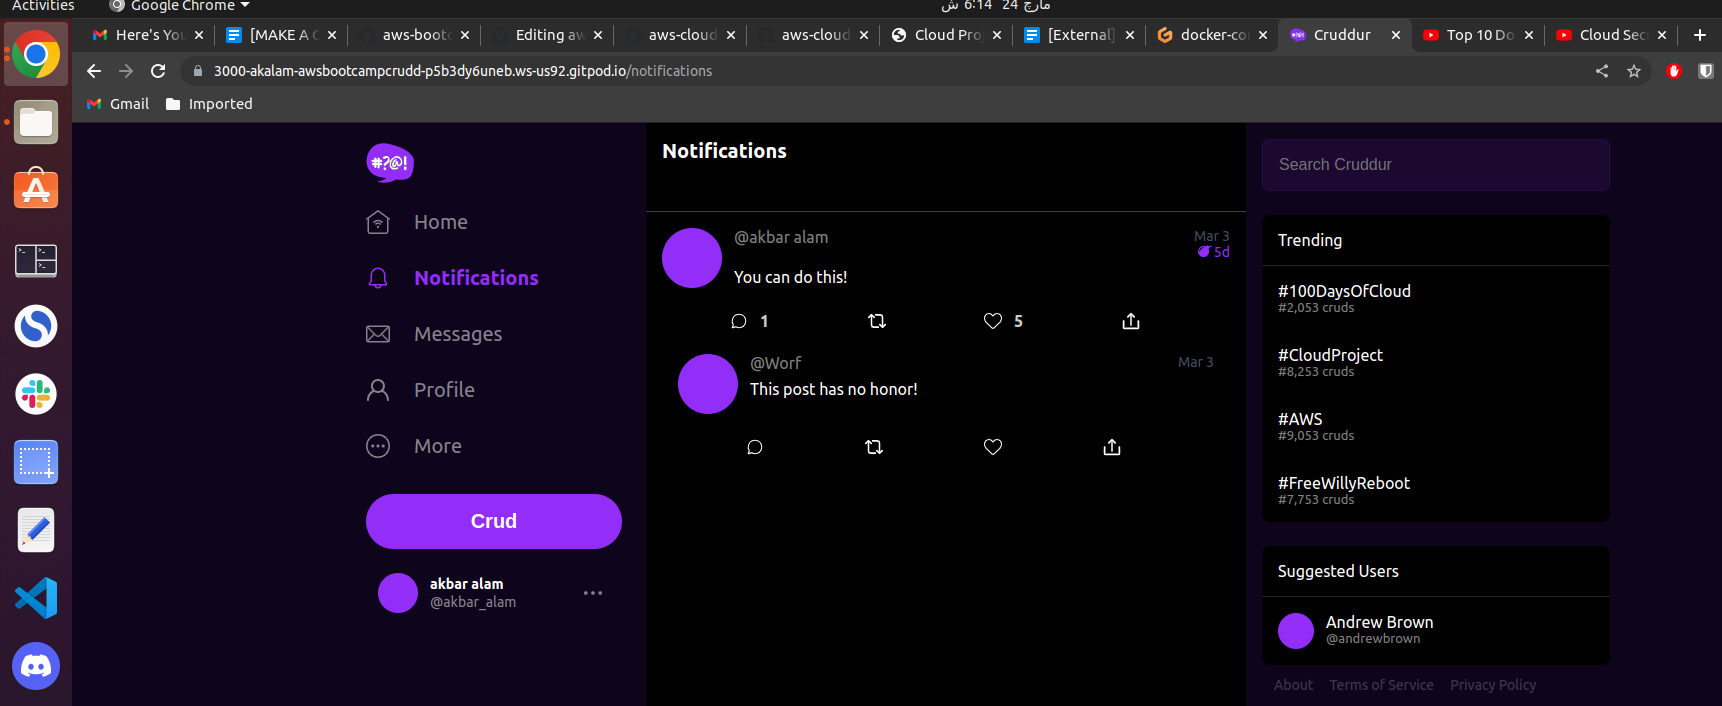 Activities
Google Chrome
مارچ 24 6:14 ش
Here's You
[MAKE A C
aws-boot
Editing aw
aws-cloud
aws-cloud
Cloud Pro
[External]
docker-co
Cruddur
Top 10 Do
Cloud Sec
3000-akalam-awsbootcampcrudd-p5b3dy6uneb.ws-us92.gitpod.io/notifications
Gmail
Imported
#?@!
Home
Notifications
Messages
Profile
More
Crud
akbar alam
@akbar_alam
Notifications
@akbar alam
Mar 3
5d
You can do this!
1
5
@Worf
Mar 3
This post has no honor!
Search Cruddur
Trending
#100DaysOfCloud
#2,053 cruds
#CloudProject
#8,253 cruds
#AWS
#9,053 cruds
#FreeWillyReboot
#7,753 cruds
Suggested Users
Andrew Brown
@andrewbrown
About
Terms of Service
Privacy Policy